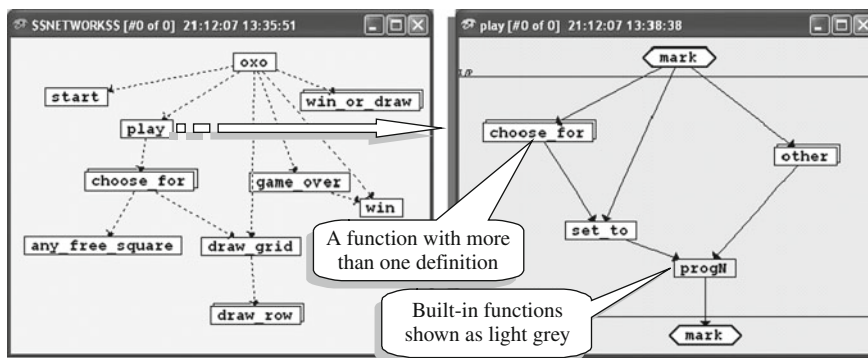 SSNETWORKSS [#0 of 0] 21:12:07 13:35:51
oxo
start
win_or_draw
play
choose_for
game_over
win
any_free_square
draw_grid
draw_row
play [#0 of 0] 21:12:07 13:38:38
mark
I/P
choose_for
other
set_to
progN
mark
A function with more
than one definition
Built-in functions
shown as light grey